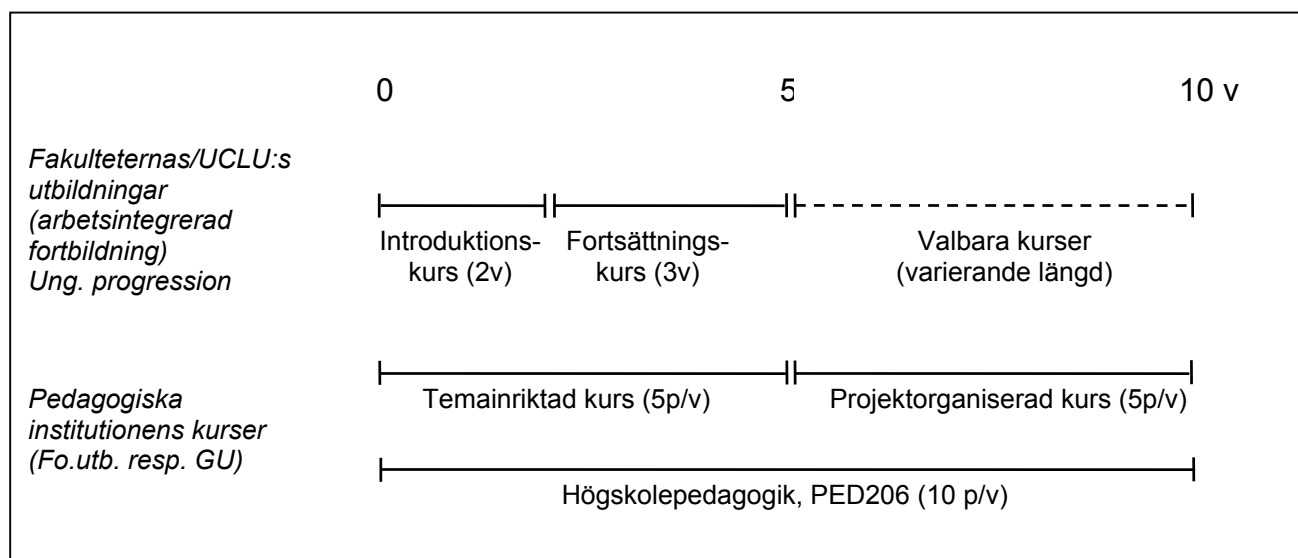 0 5 10 v
Fakulteternas/UCLU:s
utbildningar
(arbetsintegrerad
fortbildning)
Ung. progression
Introduktions-
kurs (2v)
Fortsättnings-
kurs (3v)
Valbara kurser
(varierande längd)
Pedagogiska
institutionens kurser
(Fo.utb. resp. GU)
Temainriktad kurs (5p/v)
Projektorganiserad kurs (5p/v)
Högskolepedagogik, PED206 (10 p/v)